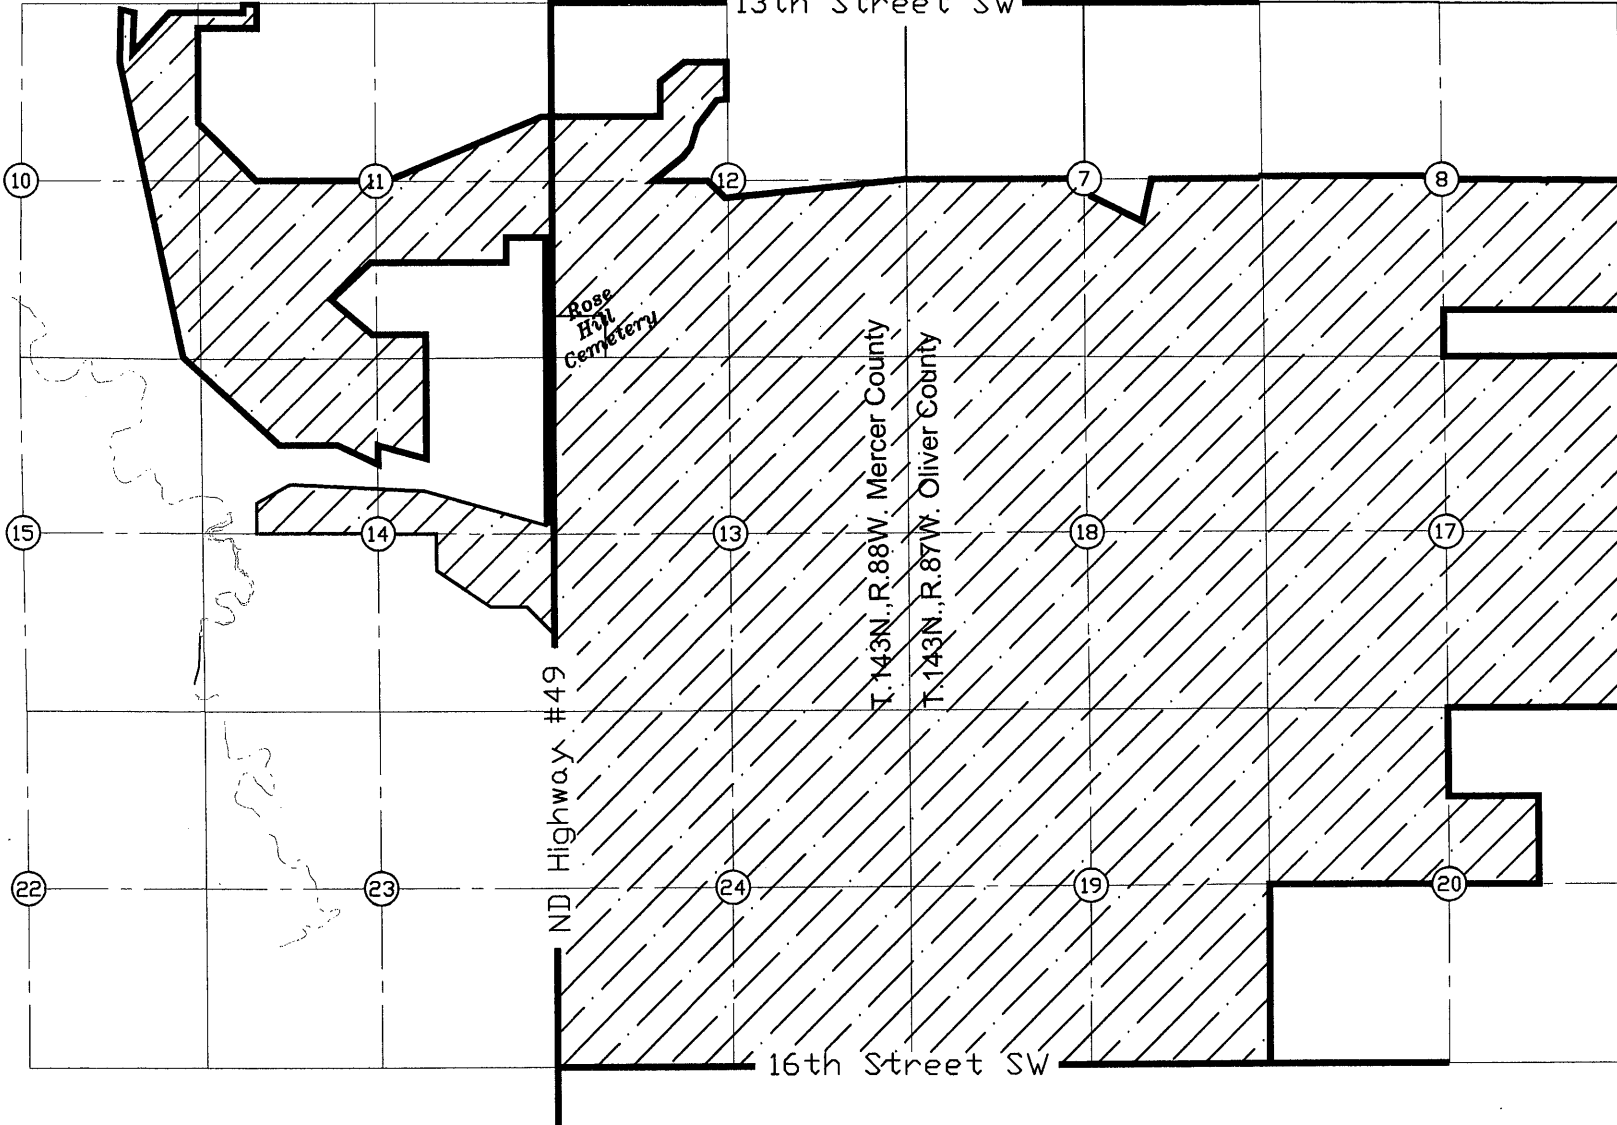 13th Street SW
10
11
12
7
8
Rose
Hill
Cemetery
T.143N.,R.88W. Mercer County
T.143N.,R.87W. Oliver County
15
14
13
18
17
ND Highway #49
22
23
24
19
20
16th Street SW